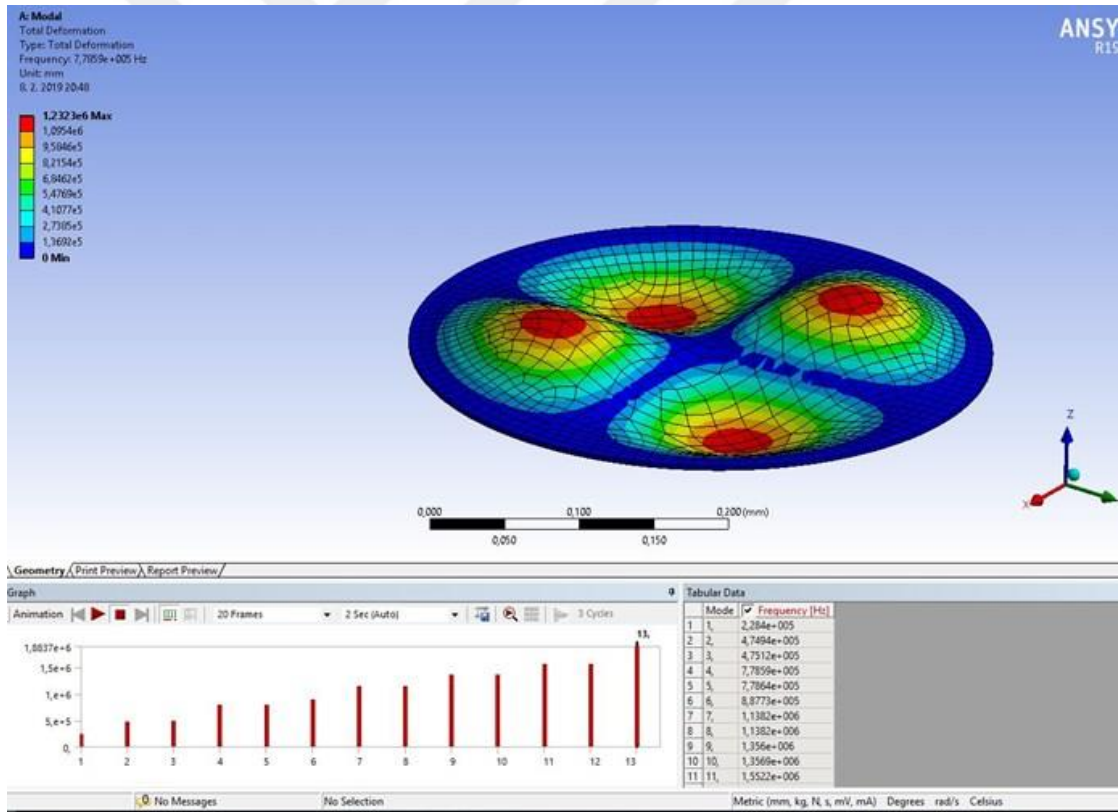 A: Modal
Total Deformation
Type: Total Deformation
Frequency: 7,7859e+005 Hz
Unit: mm
8. 2. 2019 20:48
1,2323e6 Max
1,0954e6
9,5846e5
8,2154e5
6,8462e5
5,4769e5
4,1077e5
2,7385e5
1,3692e5
0 Min
ANSY
R19
Z
X
0,000
0,100
0,200 (mm)
0,050
0,150
Geometry Print Preview Report Preview
Graph
Animation 20 Frames 2 Sec (Auto) 3 Cycles
13,
1,8837e+6
1,5e+6
1,e+6
5,e+5
0,
1 2 3 4 5 6 7 8 9 10 11 12 13
Tabular Data
Mode Frequency [Hz]
1 1, 2,284e+005
2 2, 4,7494e+005
3 3, 4,7512e+005
4 4, 7,7859e+005
5 5, 7,7864e+005
6 6, 8,8773e+005
7 7, 1,1382e+006
8 8, 1,1382e+006
9 9, 1,356e+006
10 10, 1,3569e+006
11 11, 1,5522e+006
0 No Messages No Selection Metric (mm, kg, N, s, mV, mA) Degrees rad/s Celsius